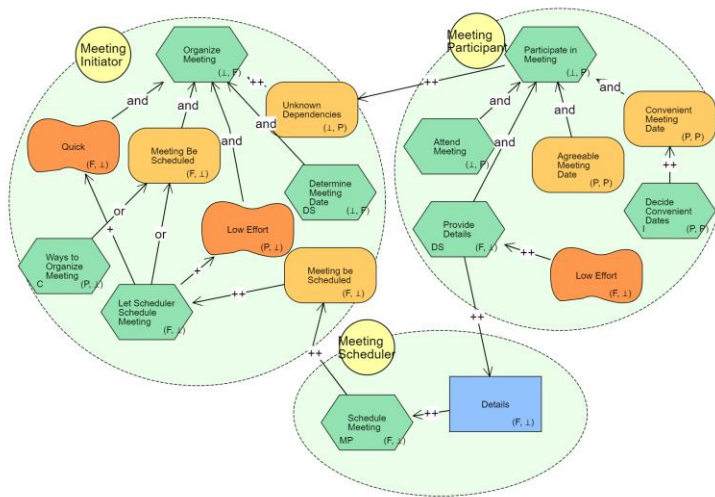 Meeting
Initiator
Organize
Meeting
(⊥, P)
++
Unknown
Dependencies
(⊥, P)
and
and
and
and
Quick
(F, ⊥)
Meeting Be
Scheduled
(F, ⊥)
Determine
Meeting
Date
DS
(⊥, P)
or
or
+
+
Low Effort
(P, ⊥)
Ways to
Organize
Meeting
C
(P, ⊥)
Let Scheduler
Schedule
Meeting
(F, ⊥)
++
Meeting be
Scheduled
(F, ⊥)
++
Meeting
Participant
Participate in
Meeting
(⊥, P)
++
and
and
and
and
Convenient
Meeting
Date
(P, P)
Attend
Meeting
(⊥, P)
Agreeable
Meeting
Date
(P, P)
++
Decide
Convenient
Dates
I
(P, P)
Provide
Details
DS
(F, ⊥)
++
Low Effort
(F, ⊥)
++
Meeting
Scheduler
Schedule
Meeting
MP
(F, ⊥)
++
Details
(F, ⊥)